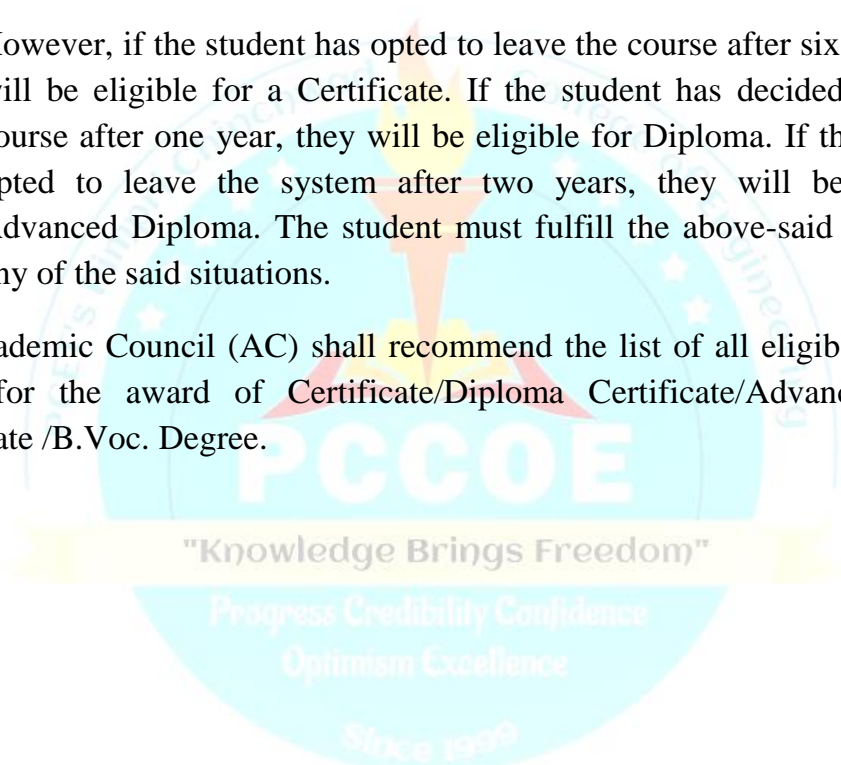 However, if the student has opted to leave the course after six
will be eligible for a Certificate. If the student has decided
course after one year, they will be eligible for Diploma. If th
opted to leave the system after two years, they will be
Advanced Diploma. The student must fulfill the above-said
any of the said situations.
ademic Council (AC) shall recommend the list of all eligib
for the award of Certificate/Diploma Certificate/Advan
ate /B.Voc. Degree.
PCCOE
"Knowledge Brings Freedom"
Progress Credibility Confidence
Optimism Excellence
Since 1999